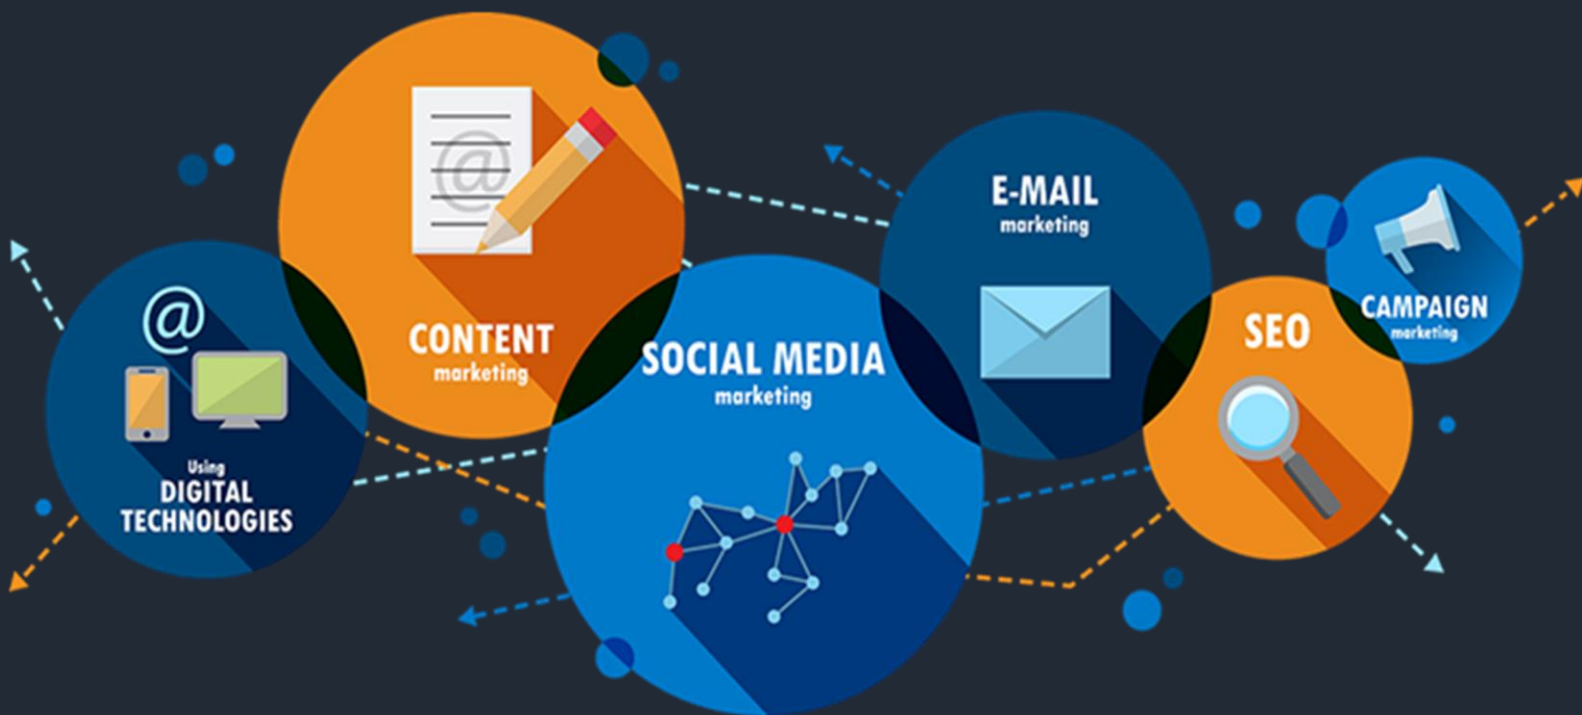 @
Using
DIGITAL
TECHNOLOGIES
@
CONTENT
marketing
SOCIAL MEDIA
marketing
E-MAIL
marketing
SEO
CAMPAIGN
marketing